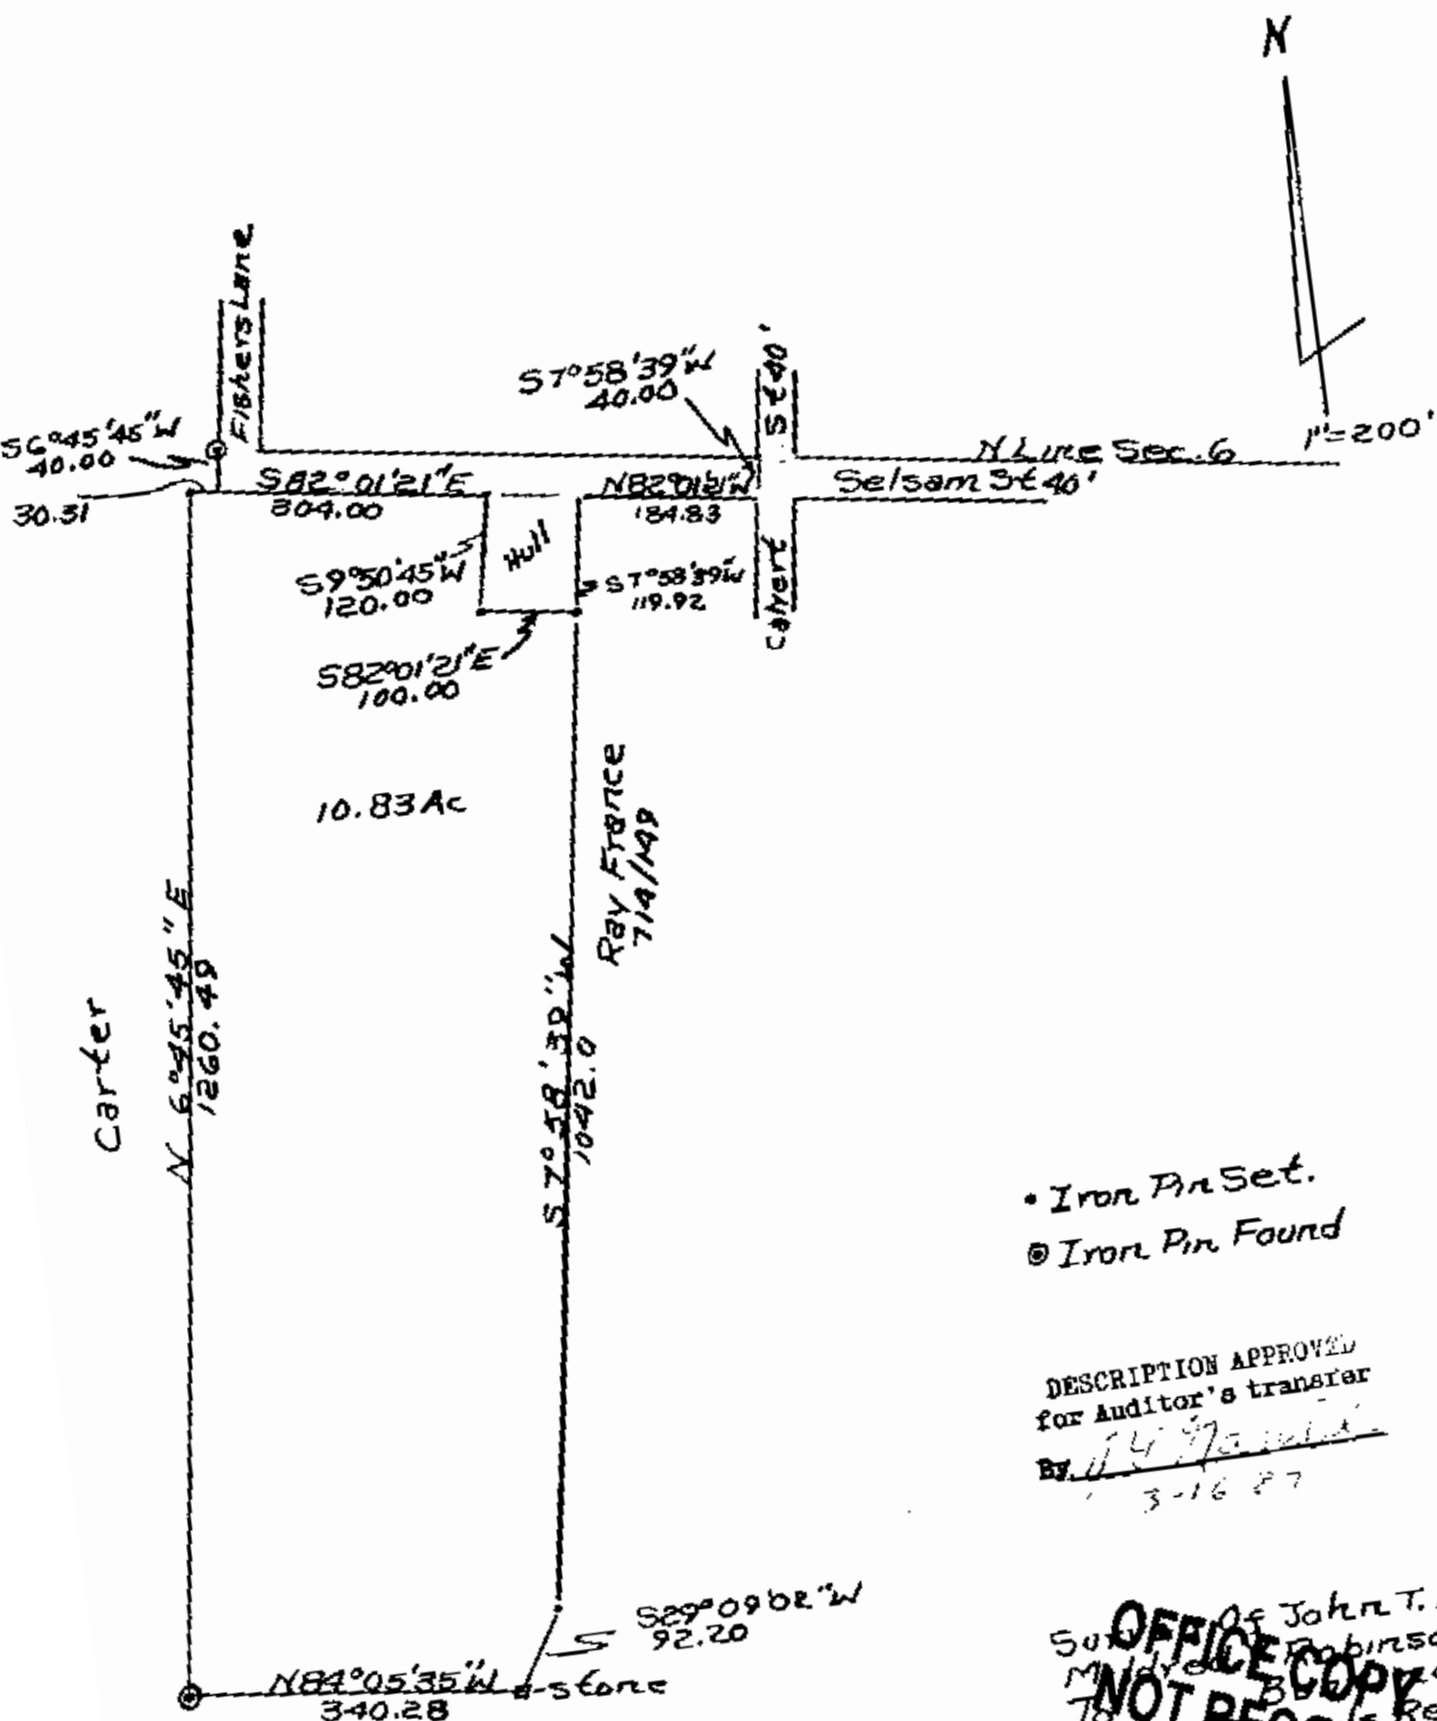 N
1"=200'
Fishers Lane
S7°58'39"W
40.00
St 40'
S6°45'45"W
40.00
30.31
N Line Sec. 6
S82°01'21"E
304.00
N82°01'21"W
184.83
Selsam St 40'
Hull
S9°50'45"W
120.00
S7°58'39"W
119.92
Calvert
S82°01'21"E
100.00
10.83 Ac
Ray France
714/149
Carter
N 6°45'45"E
1260.49
S 7°58'39"W
1042.0
• Iron Pin Set.
Iron Pin Found
DESCRIPTION APPROVED
for Auditor's transfer
By
3-16 87
S29°09'02"W
92.20
N84°05'35"W
340.28
stone
Of John T.
OFFICE COPY
NOT